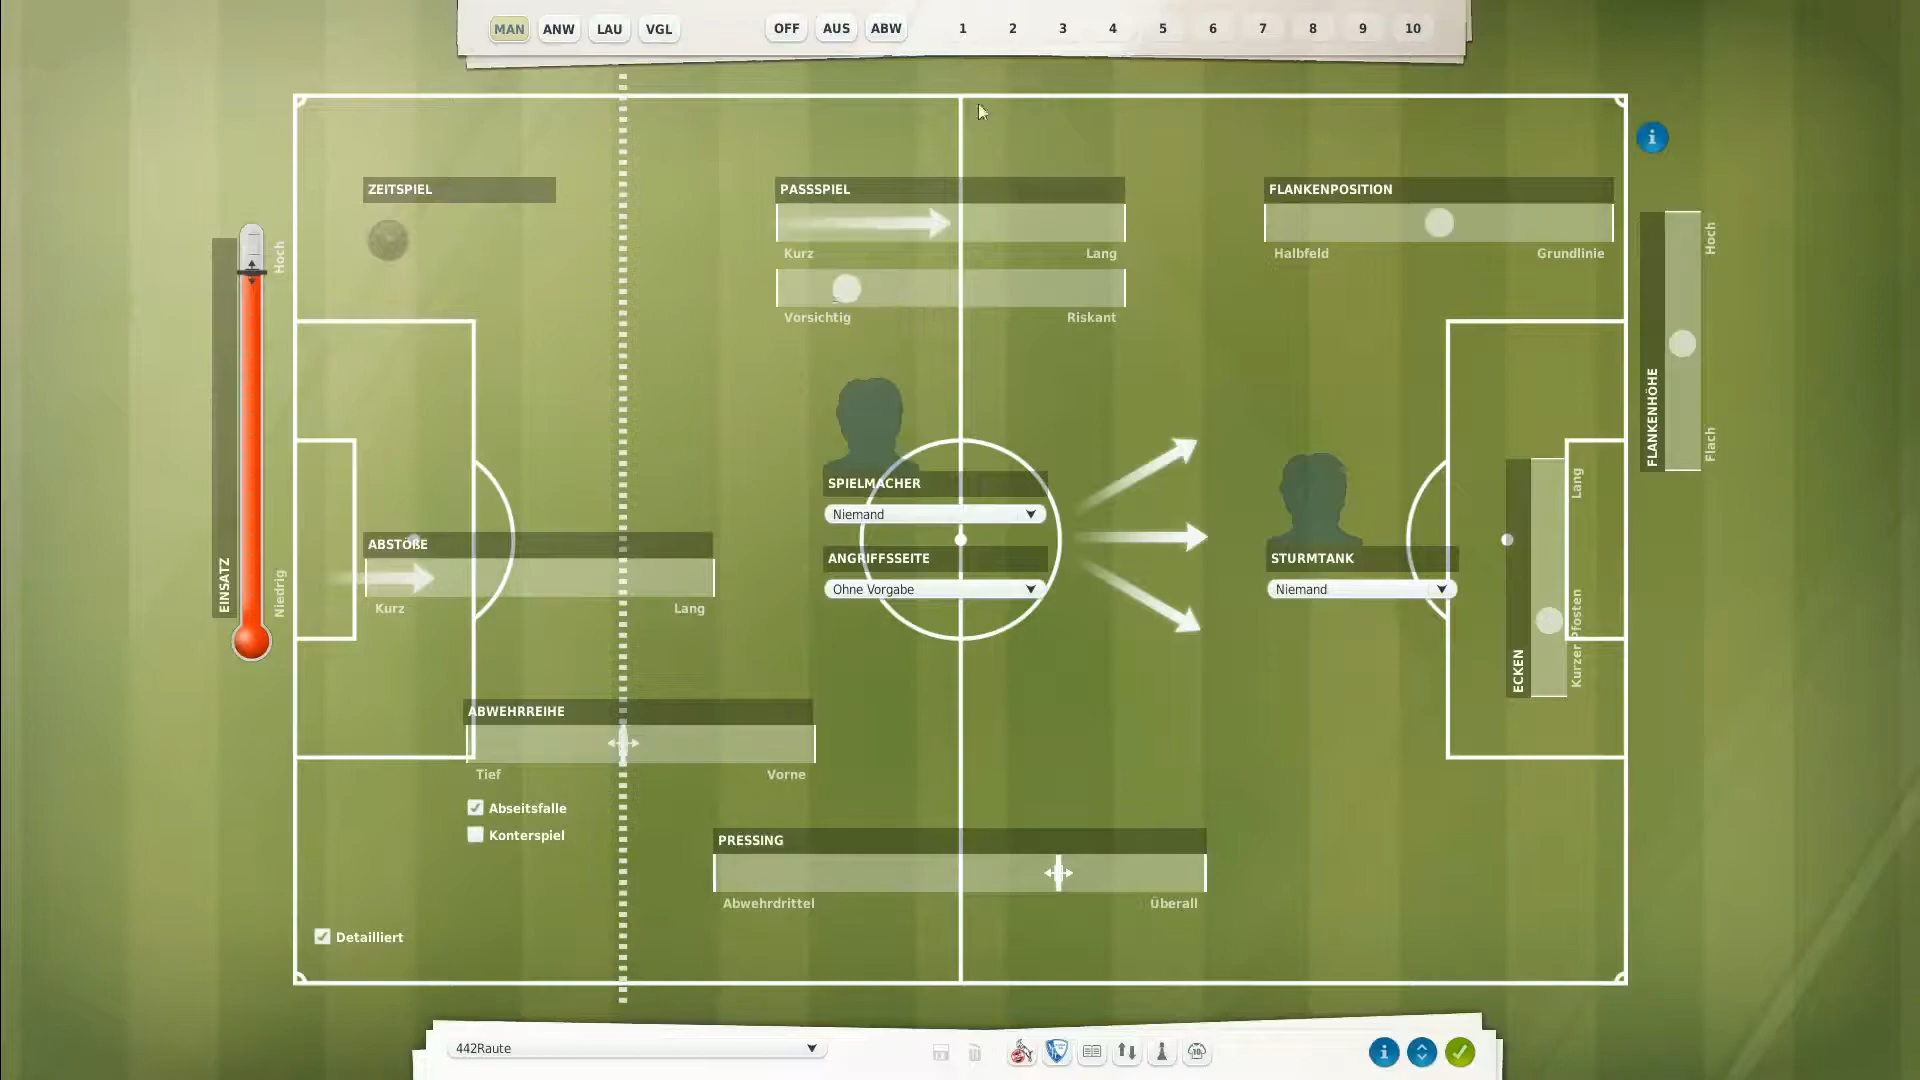 MAN ANW LAU VGL OFF AUS ABW 1 2 3 4 5 6 7 8 9 10
ZEITSPIEL
PASSSPIEL
Kurz Lang
Vorsichtig Riskant
FLANKENPOSITION
Halbfeld Grundlinie
EINSATZ
Hoch
Niedrig
FLANKENHÖHE
Hoch
Flach
SPIELMACHER
Niemand
ANGRIFFSSEITE
Ohne Vorgabe
STURMTANK
Niemand
ABSTÖßE
Kurz Lang
ECKEN
Lang
Kurzer Pfosten
ABWEHRREIHE
Tief Vorne
Abseitsfalle
Konterspiel
PRESSING
Abwehrdrittel Überall
Detailliert
442Raute
10